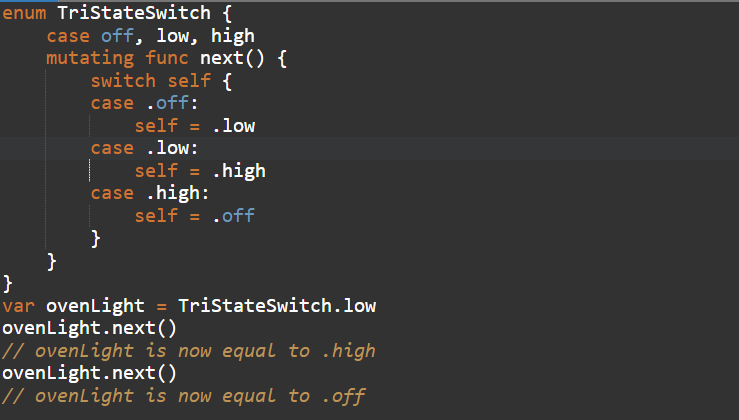 enum TriStateSwitch {
    case off, low, high
    mutating func next() {
        switch self {
        case .off:
            self = .low
        case .low:
            self = .high
        case .high:
            self = .off
        }
    }
}
var ovenLight = TriStateSwitch.low
ovenLight.next()
// ovenLight is now equal to .high
ovenLight.next()
// ovenLight is now equal to .off